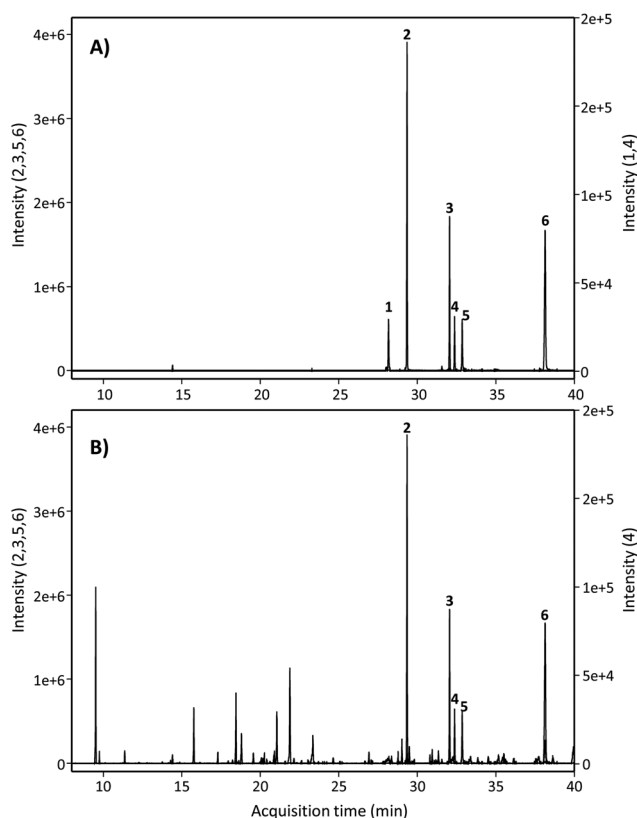 A)
Intensity (2,3,5,6)
4e+6
3e+6
2e+6
1e+6
0
2e+5
2e+5
1e+5
5e+4
0
Intensity (1,4)
1
2
3
4
5
6
10
15
20
25
30
35
40
B)
Intensity (2,3,5,6)
4e+6
3e+6
2e+6
1e+6
0
2e+5
2e+5
1e+5
5e+4
0
Intensity (4)
2
3
4
5
6
10
15
20
25
30
35
40
Acquisition time (min)